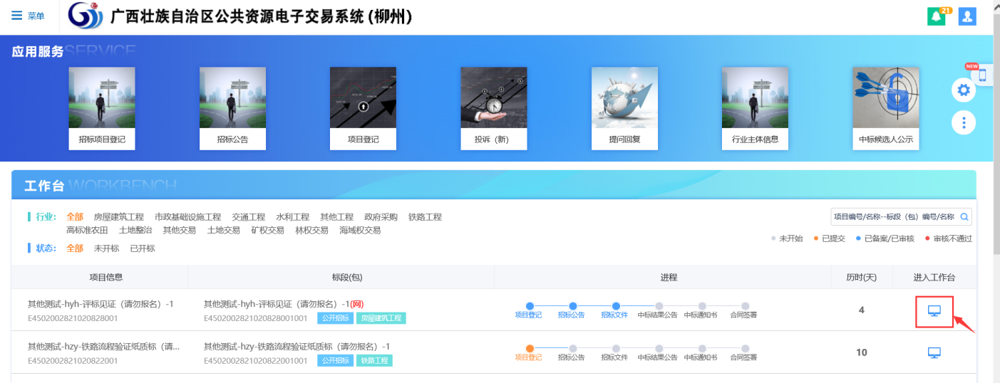 菜单
广西壮族自治区公共资源电子交易系统 (柳州)
21
应用服务SERVICE
NEW
招标项目登记
招标公告
项目登记
投诉（新）
提问回复
行业主体信息
中标候选人公示
工作台 WORKBENCH
行业： 全部 房屋建筑工程 市政基础设施工程 交通工程 水利工程 其他工程 政府采购 铁路工程
高标准农田 土地整治 其他交易 土地交易 矿权交易 林权交易 海域权交易
项目编号/名称--标段（包）编号/名称
未开始 已提交 已备案/已审核 审核不通过
状态： 全部 未开标 已开标
项目信息 标段(包) 进程 历时(天) 进入工作台
其他测试-hyh-评标见证（请勿报名）-1
E4502002821020828001
其他测试-hyh-评标见证（请勿报名）-1(网)
E4502002821020828001001 公开招标 房屋建筑工程
项目登记 招标公告 招标文件 中标结果公告 中标通知书 合同签署
4
其他测试-hzy-铁路流程验证纸质标（请...
E4502002821020822001
其他测试-hzy-铁路流程验证纸质标（请勿报名）-1
E4502002821020822001001 公开招标 铁路工程
项目登记 招标公告 招标文件 中标结果公告 中标通知书 合同签署
10